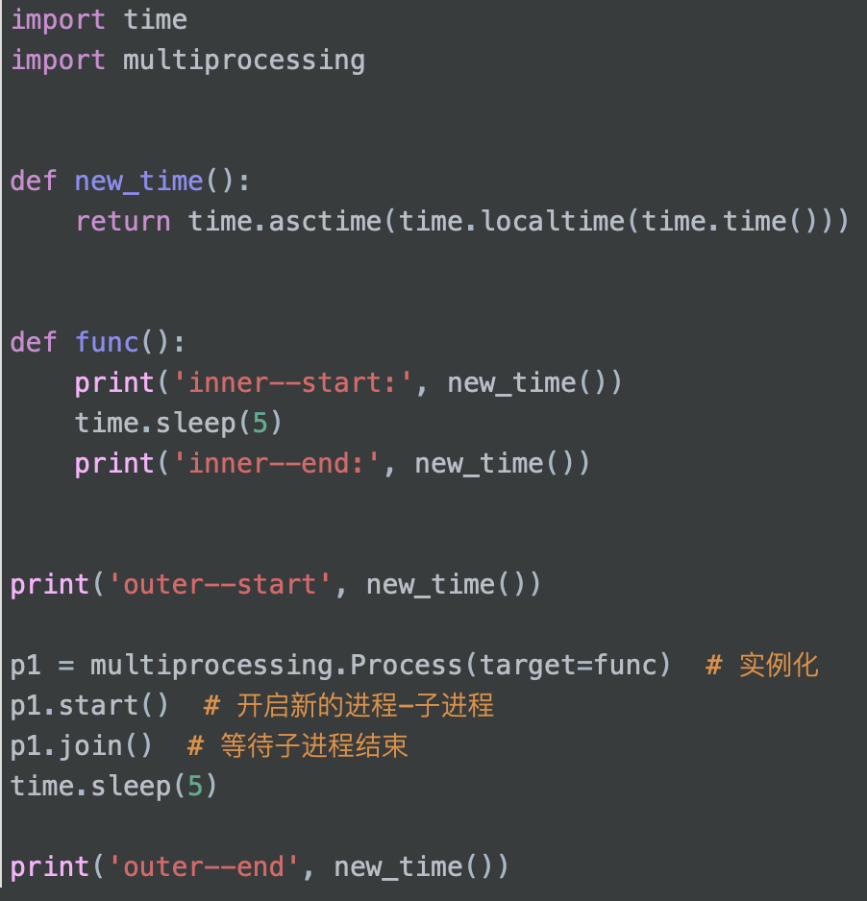 import time
import multiprocessing
def new_time():
    return time.asctime(time.localtime(time.time()))
def func():
    print('inner--start:', new_time())
    time.sleep(5)
    print('inner--end:', new_time())
print('outer--start', new_time())
p1 = multiprocessing.Process(target=func)  # 实例化
p1.start()  # 开启新的进程-子进程
p1.join()  # 等待子进程结束
time.sleep(5)
print('outer--end', new_time())